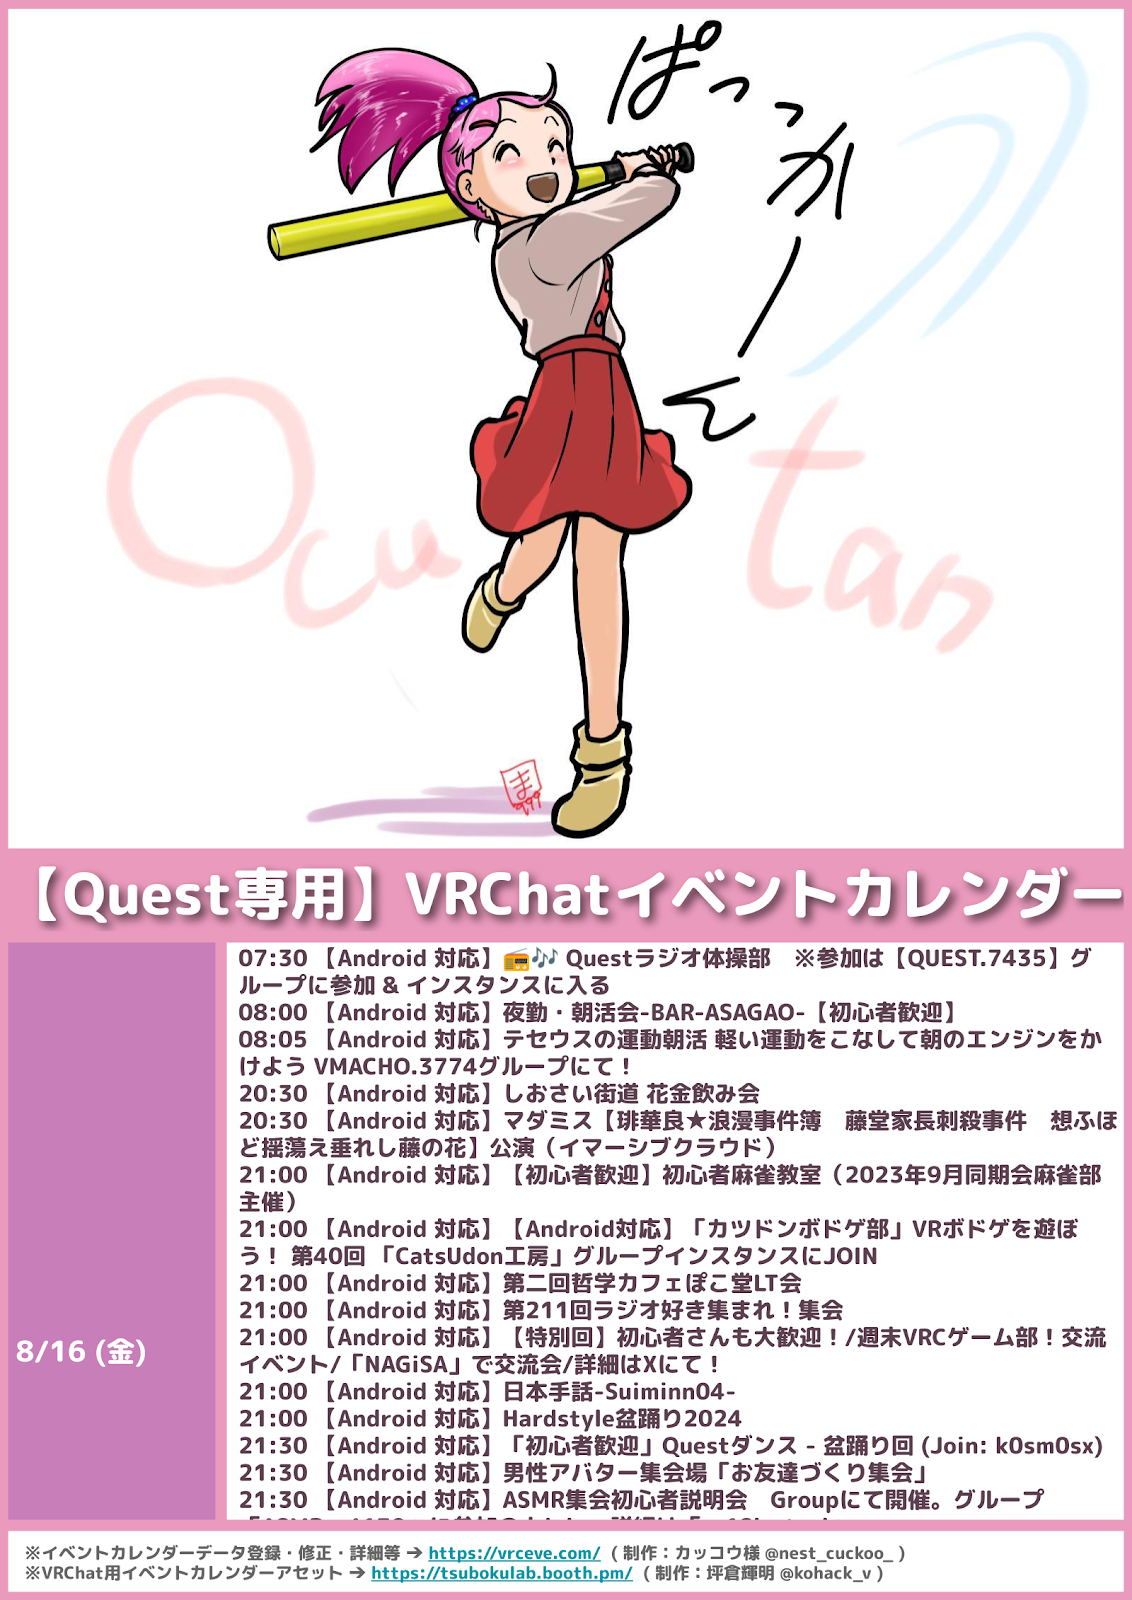 ぱっかーん
Ocutan
ま
999
【Quest専用】VRChatイベントカレンダー
8/16 (金)
07:30 【Android 対応】📻🎶 Questラジオ体操部　※参加は【QUEST.7435】グ
ループに参加 & インスタンスに入る
08:00 【Android 対応】夜勤・朝活会-BAR-ASAGAO-【初心者歓迎】
08:05 【Android 対応】テセウスの運動朝活 軽い運動をこなして朝のエンジンをか
けよう VMACHO.3774グループにて！
20:30 【Android 対応】しおさい街道 花金飲み会
20:30 【Android 対応】マダミス【琲華良★浪漫事件簿　藤堂家長刺殺事件　想ふほ
ど揺蕩え垂れし藤の花】公演（イマーシブクラウド）
21:00 【Android 対応】【初心者歓迎】初心者麻雀教室（2023年9月同期会麻雀部
主催）
21:00 【Android 対応】【Android対応】「カツドンボドゲ部」VRボドゲを遊ぼ
う！ 第40回 「CatsUdon工房」グループインスタンスにJOIN
21:00 【Android 対応】第二回哲学カフェぽこ堂LT会
21:00 【Android 対応】第211回ラジオ好き集まれ！集会
21:00 【Android 対応】【特別回】初心者さんも大歓迎！/週末VRCゲーム部！交流
イベント/「NAGiSA」で交流会/詳細はXにて！
21:00 【Android 対応】日本手話-Suiminn04-
21:00 【Android 対応】Hardstyle盆踊り2024
21:30 【Android 対応】「初心者歓迎」Questダンス - 盆踊り回 (Join: k0sm0sx)
21:30 【Android 対応】男性アバター集会場「お友達づくり集会」
21:30 【Android 対応】ASMR集会初心者説明会　Groupにて開催。グループ
※イベントカレンダーデータ登録・修正・詳細等 → https://vrceve.com/ ( 制作：カッコウ様 @nest_cuckoo_ )
※VRChat用イベントカレンダーアセット → https://tsubokulab.booth.pm/ ( 制作：坪倉輝明 @kohack_v )